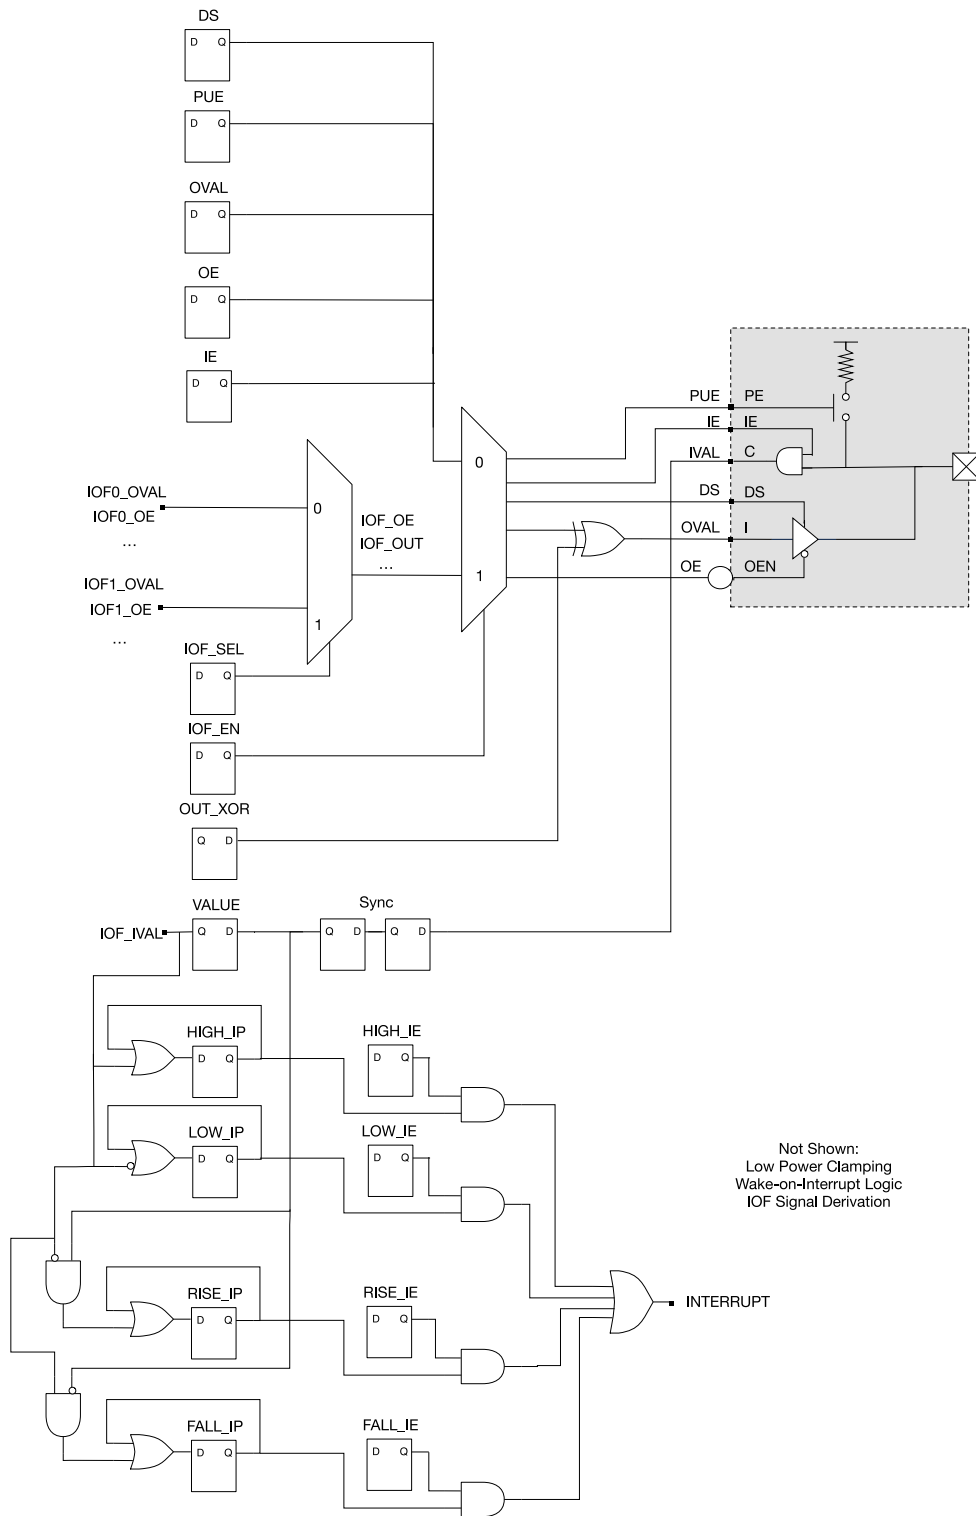 DS
D Q
PUE
D Q
OVAL
D Q
OE
D Q
IE
D Q
PUE PE
IE IE
IVAL C
DS DS
OVAL I
OE OEN
0
1
IOF0_OVAL
IOF0_OE
...
IOF1_OVAL
IOF1_OE
...
0
1
IOF_OE
IOF_OUT
...
IOF_SEL
D Q
IOF_EN
D Q
OUT_XOR
Q D
VALUE
Sync
IOF_IVAL
Q D
Q D
Q D
HIGH_IP
D Q
HIGH_IE
D Q
LOW_IP
D Q
LOW_IE
D Q
Not Shown:
Low Power Clamping
Wake-on-Interrupt Logic
IOF Signal Derivation
RISE_IP
D Q
RISE_IE
D Q
INTERRUPT
FALL_IP
D Q
FALL_IE
D Q